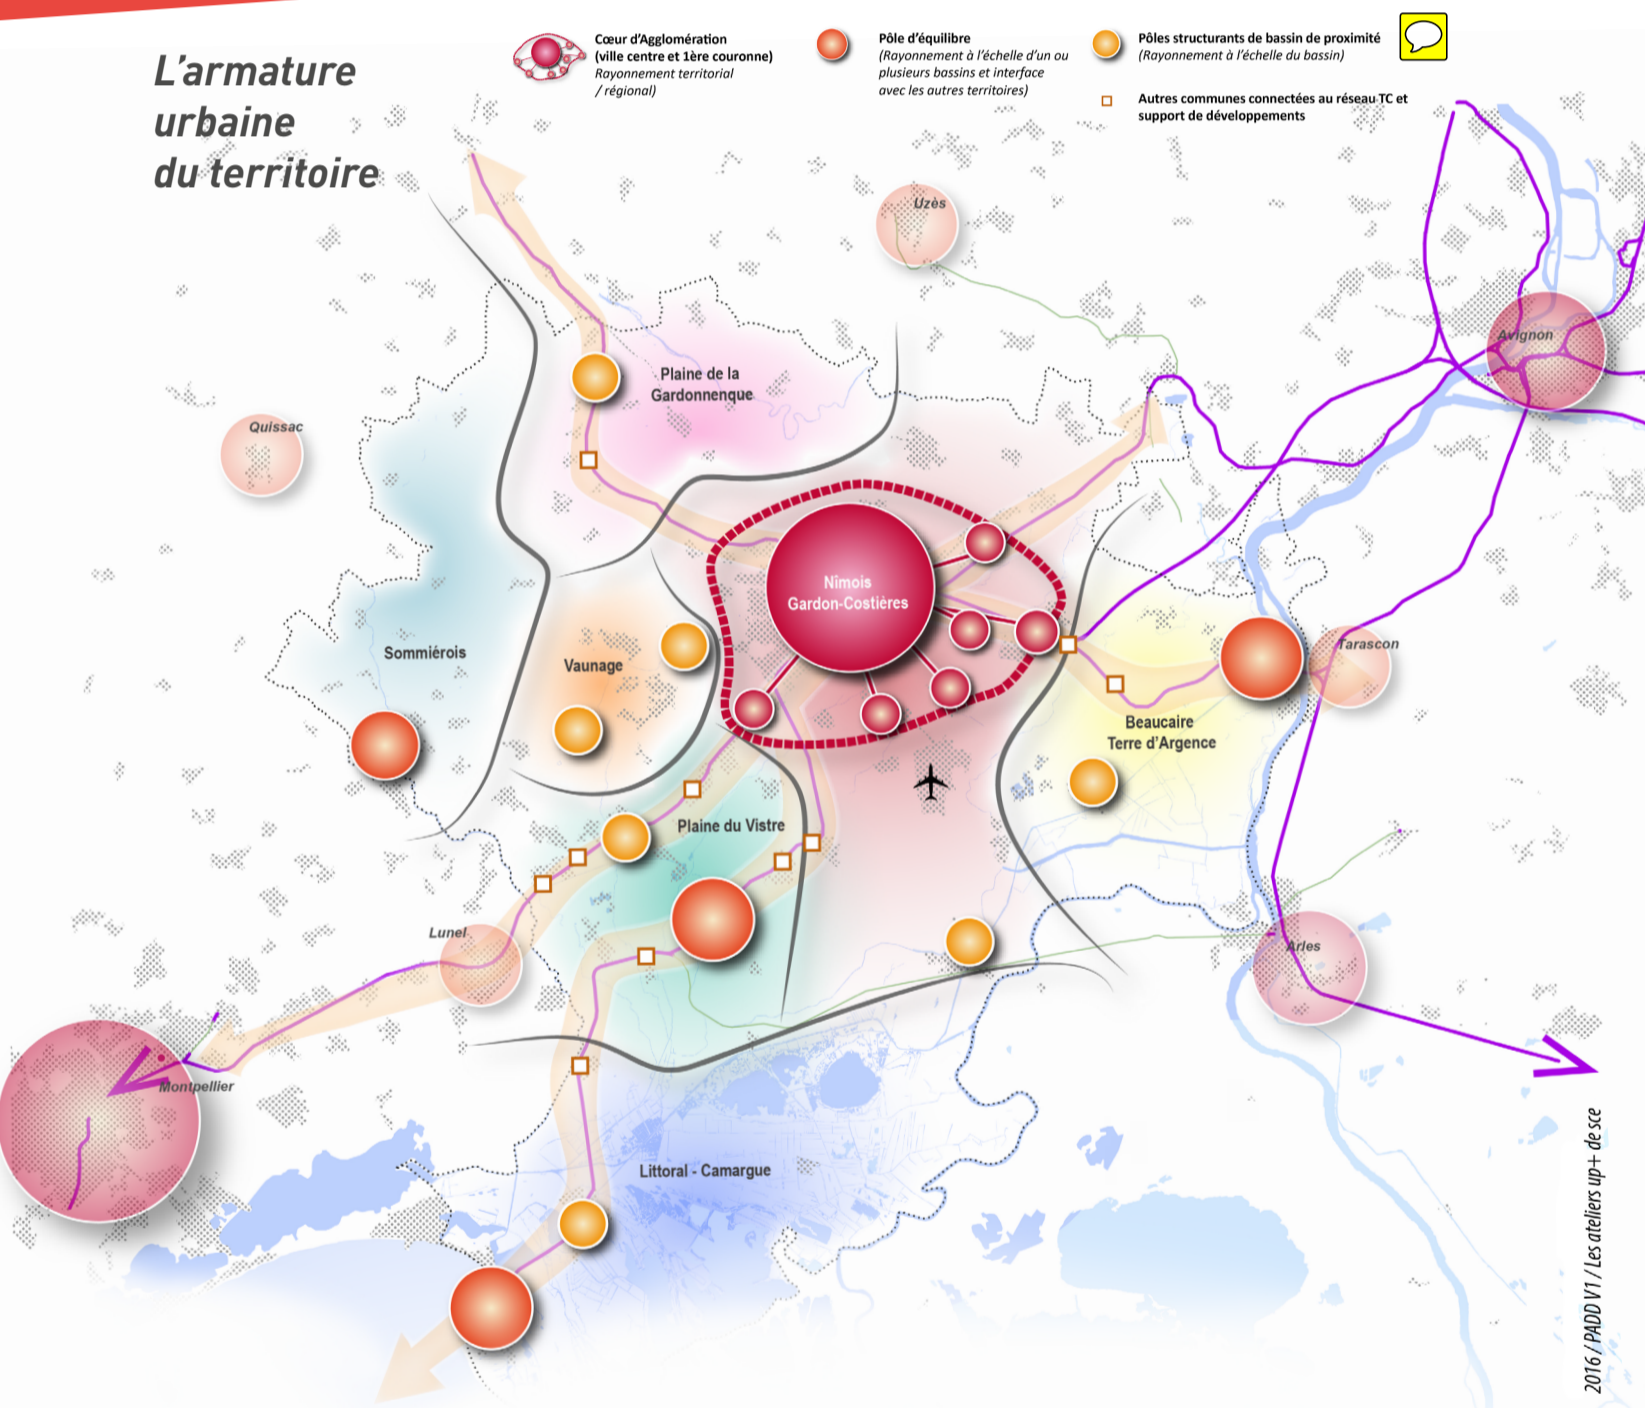 L'armature
urbaine
du territoire
Cœur d'Agglomération
(ville centre et 1ère couronne)
Rayonnement territorial
/ régional)
Pôle d'équilibre
(Rayonnement à l'échelle d'un ou
plusieurs bassins et interface
avec les autres territoires)
Pôles structurants de bassin de proximité
(Rayonnement à l'échelle du bassin)
Autres communes connectées au réseau TC et
support de développements
Uzès
Avignon
Plaine de la
Gardonnenque
Quissac
Nîmois
Gardon-Costières
Sommiérois
Vaunage
Tarascon
Beaucaire
Terre d'Argence
Plaine du Vistre
Lunel
Arles
Montpellier
Littoral - Camargue
2016 / PADD V1 / Les ateliers up+ de sce